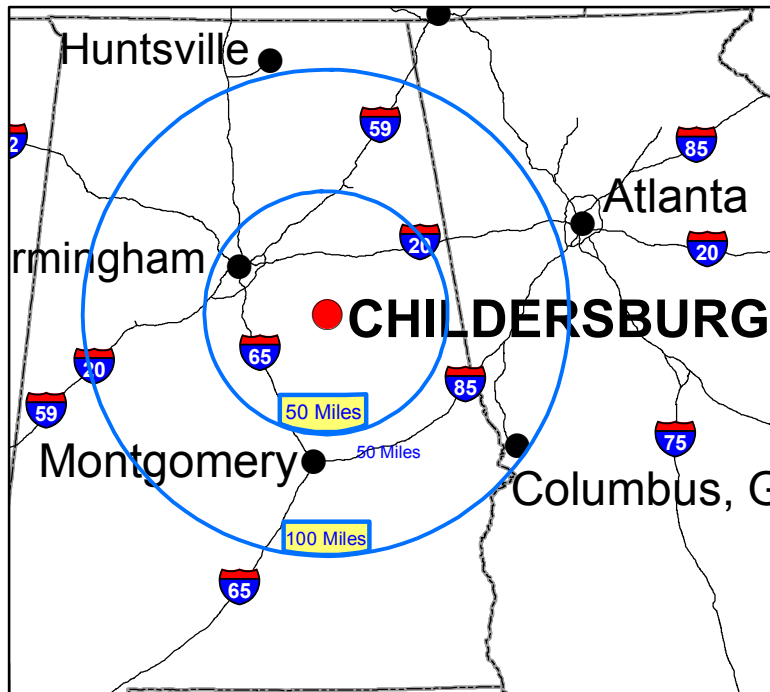 Huntsville
59
85
2
Atlanta
20
20
rmingham
CHILDERSBURG
65
20
85
59
50 Miles
75
50 Miles
Montgomery
Columbus, G
100 Miles
65